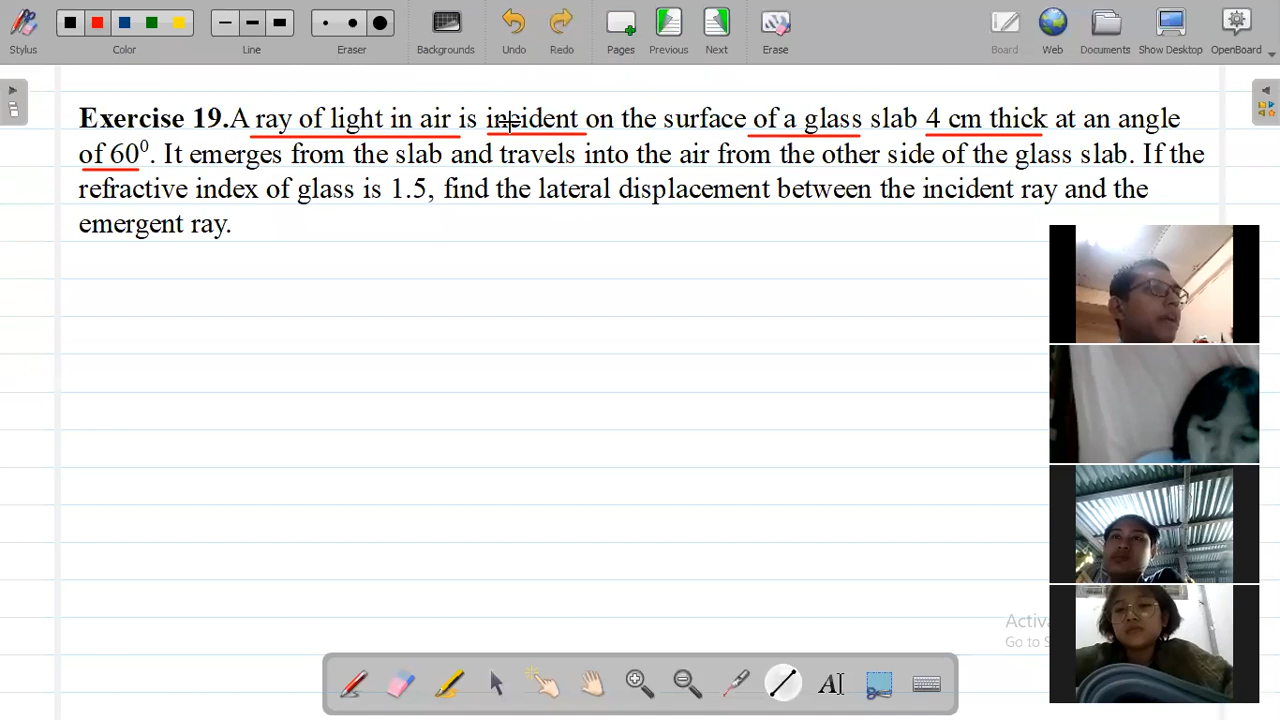 Stylus Color Line Eraser Backgrounds Undo Redo Pages Previous Next Erase Board Web Documents Show Desktop OpenBoard
Exercise 19.A ray of light in air is incident on the surface of a glass slab 4 cm thick at an angle
of 60⁰. It emerges from the slab and travels into the air from the other side of the glass slab. If the
refractive index of glass is 1.5, find the lateral displacement between the incident ray and the
emergent ray.
Go to S
AI